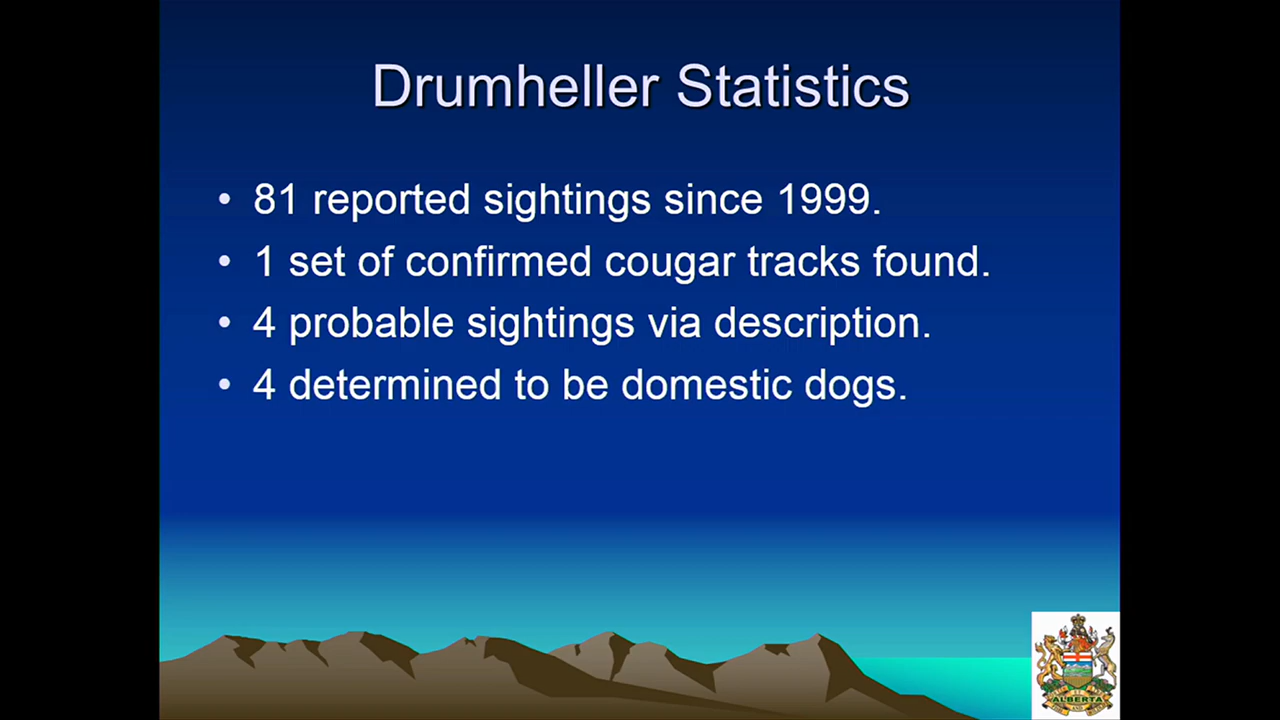 Drumheller Statistics
• 81 reported sightings since 1999.
• 1 set of confirmed cougar tracks found.
• 4 probable sightings via description.
• 4 determined to be domestic dogs.
ALBERTA